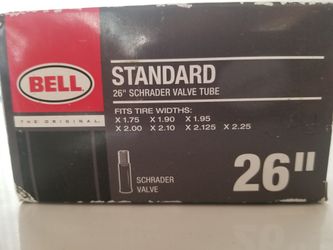 BELL
THE ORIGINAL.
STANDARD
26" SCHRADER VALVE TUBE
FITS TIRE WIDTHS:
X 1.75 X 1.90 X 1.95
X 2.00 X 2.10 X 2.125 X 2.25
SCHRADER
VALVE
26"